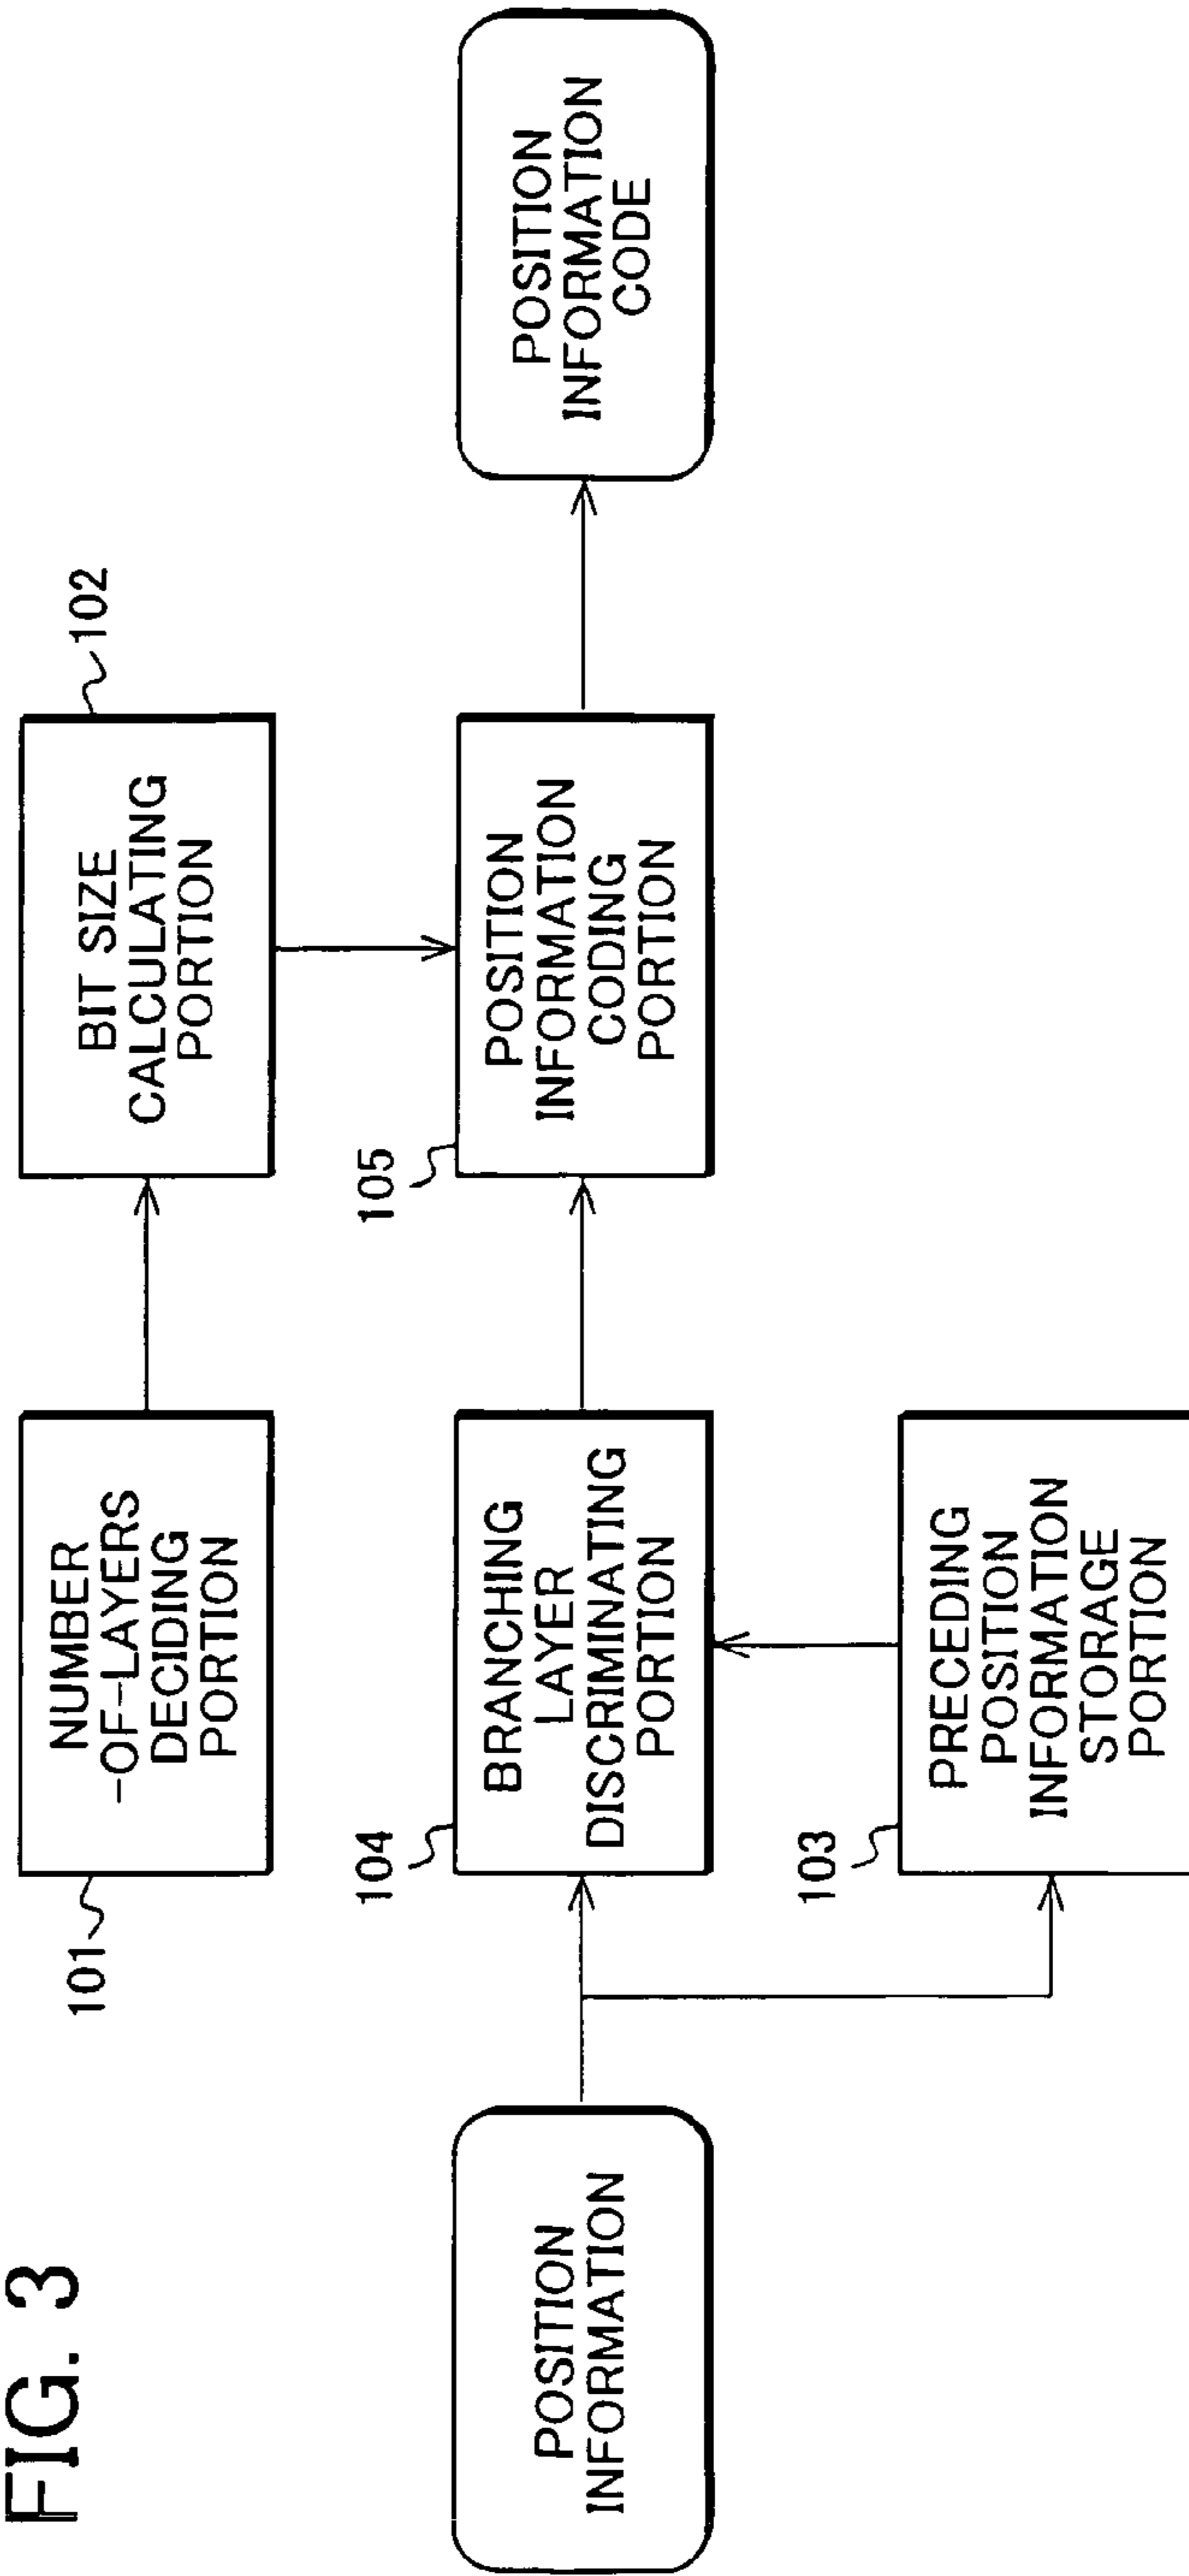 FIG. 3
101
NUMBER
-OF-LAYERS
DECIDING
PORTION
102
BIT SIZE
CALCULATING
PORTION
POSITION
INFORMATION
104
BRANCHING
LAYER
DISCRIMINATING
PORTION
105
POSITION
INFORMATION
CODING
PORTION
POSITION
INFORMATION
CODE
103
PRECEDING
POSITION
INFORMATION
STORAGE
PORTION